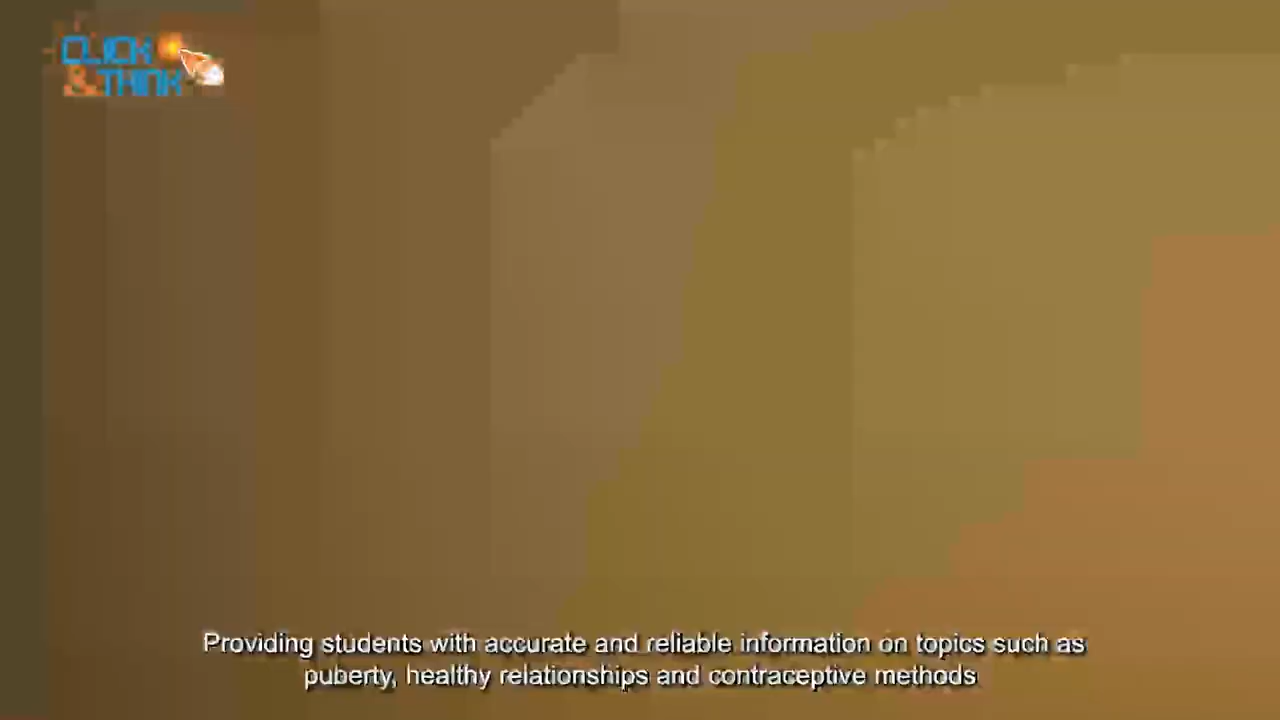 CLICK
&THINK
Providing students with accurate and reliable information on topics such as
puberty, healthy relationships and contraceptive methods